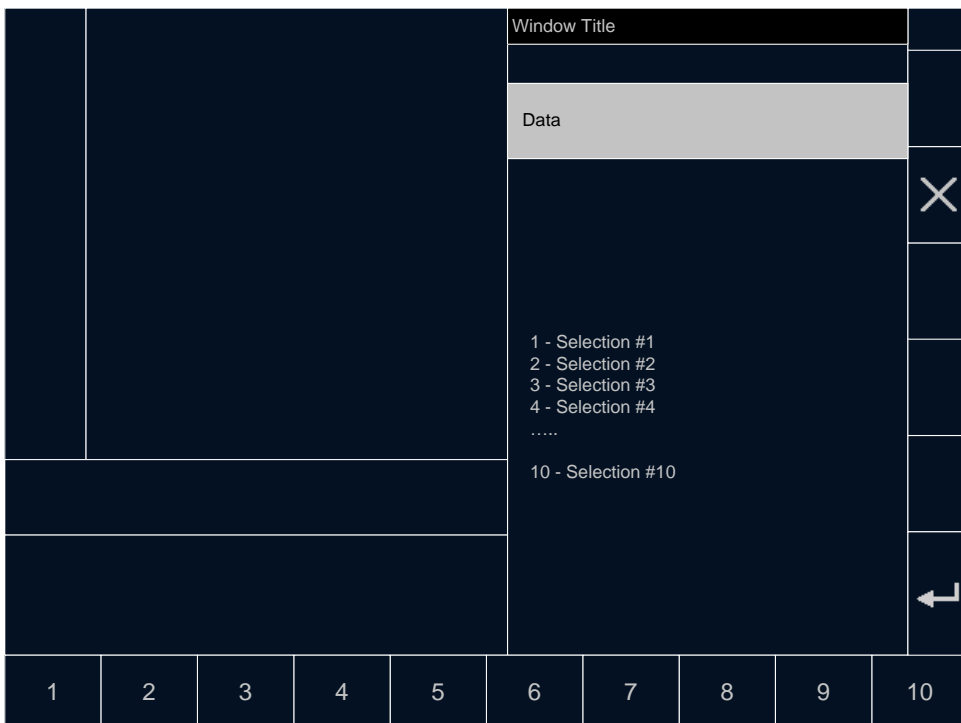 Window Title
Data
1 - Selection #1
2 - Selection #2
3 - Selection #3
4 - Selection #4
…..
10 - Selection #10
1 2 3 4 5 6 7 8 9 10